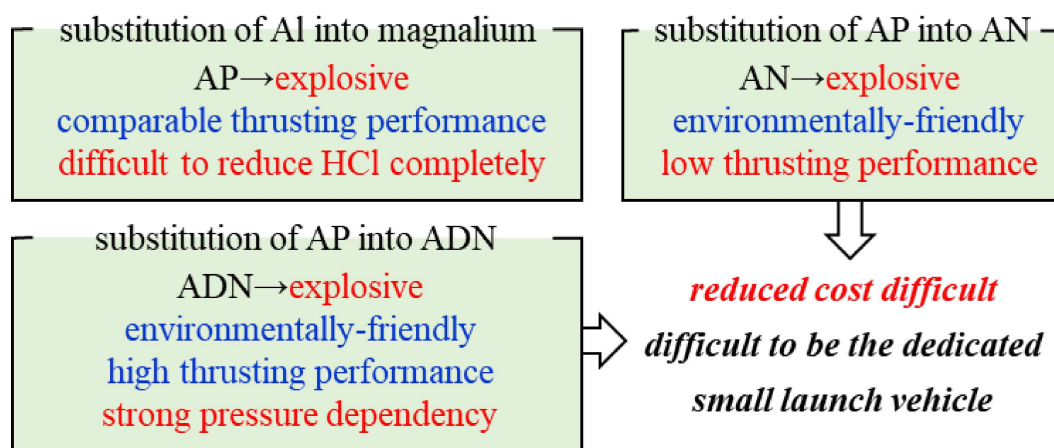 substitution of Al into magnalium
AP→explosive
comparable thrusting performance
difficult to reduce HCl completely
substitution of AP into AN
AN→explosive
environmentally-friendly
low thrusting performance
substitution of AP into ADN
ADN→explosive
environmentally-friendly
high thrusting performance
strong pressure dependency
reduced cost difficult
difficult to be the dedicated
small launch vehicle